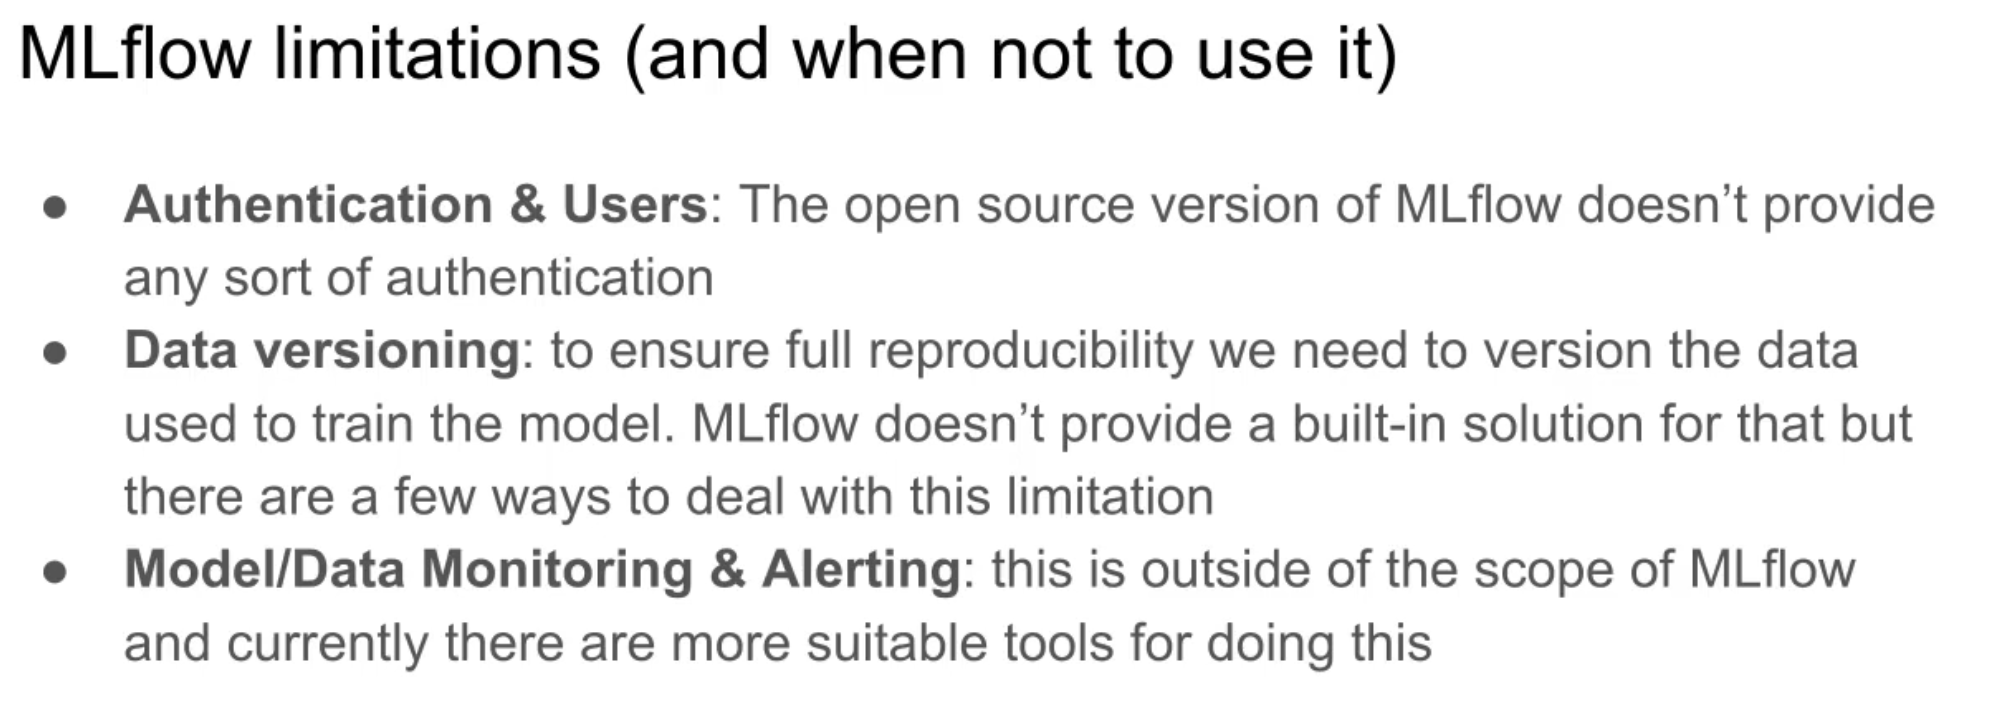 MLflow limitations (and when not to use it)
● Authentication & Users: The open source version of MLflow doesn’t provide
any sort of authentication
● Data versioning: to ensure full reproducibility we need to version the data
used to train the model. MLflow doesn’t provide a built-in solution for that but
there are a few ways to deal with this limitation
● Model/Data Monitoring & Alerting: this is outside of the scope of MLflow
and currently there are more suitable tools for doing this